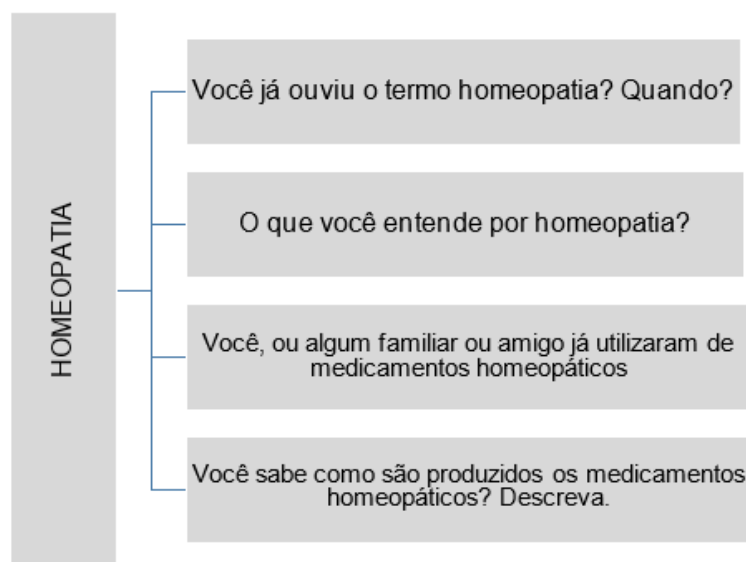 HOMEOPATIA
Você já ouviu o termo homeopatia? Quando?
O que você entende por homeopatia?
Você, ou algum familiar ou amigo já utilizaram de
medicamentos homeopáticos
Você sabe como são produzidos os medicamentos
homeopáticos? Descreva.